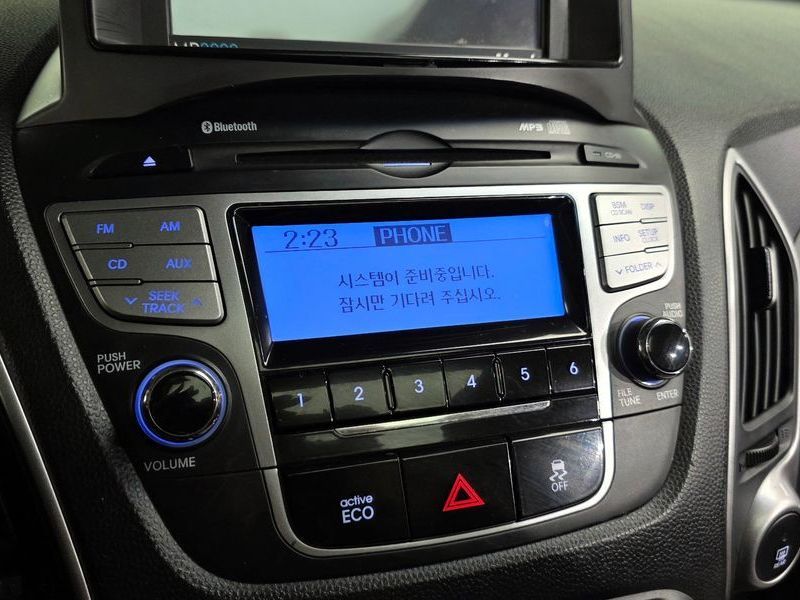 Bluetooth
MP3
FM AM
CD AUX
SEEK
TRACK
2:23 PHONE
시스템이 준비중입니다.
잠시만 기다려 주십시오.
DISP
INFO SETUP
FOLDER
PUSH
POWER
VOLUME
PUSH
AUDIO
FILE
TUNE
ENTER
1 2 3 4 5 6
active
ECO
OFF
REAR